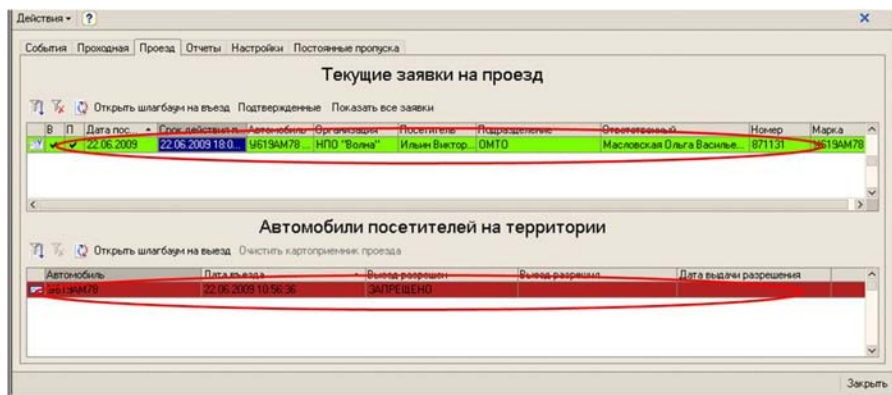 Действия ?
События Проходная Проезд Отчеты Настройки Постоянные пропуска
Текущие заявки на проезд
Открыть шлагбаум на въезд Подтвержденные Показать все заявки
В П Дата пос... Срок действия п... Автомобиль Организация Посетитель Подразделение Ответственный Номер Марка
22.06.2009 22.06.2009 18:0... У619АМ78 ... НПО "Волна" Ильин Виктор... ОМТО Масловская Ольга Василье... 871131 У619АМ78
Автомобили посетителей на территории
Открыть шлагбаум на выезд Очистить картоприемник проезда
Автомобиль Дата въезда Выезд разрешен Выезд разрешил Дата выдачи разрешения
У619АМ78 22.06.2009 10:56:36 ЗАПРЕЩЕНО
Закрыть